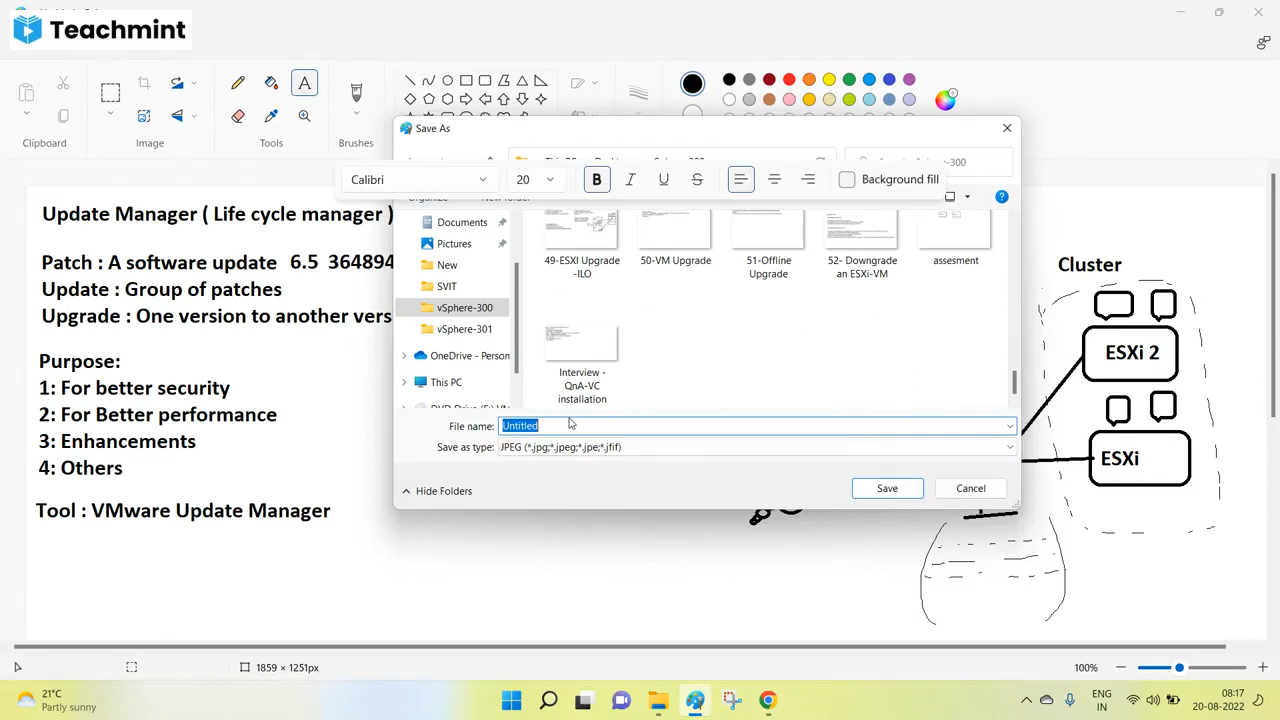 Teachmint
Clipboard
Image
Tools
Brushes
Save As
Calibri
20
B
I
U
S
Background fill
Documents
Pictures
New
SVIT
vSphere-300
vSphere-301
OneDrive - Person
This PC
49-ESXI Upgrade
-ILO
50-VM Upgrade
51-Offline
Upgrade
52- Downgrade
an ESXi-VM
assesment
Interview -
QnA-VC
installation
File name: Untitled
Save as type: JPEG (*.jpg;*.jpeg;*.jpe;*.jfif)
Hide Folders
Save
Cancel
Update Manager ( Life cycle manager )
Patch : A software update 6.5 364894
Update : Group of patches
Upgrade : One version to another vers
Purpose:
1: For better security
2: For Better performance
3: Enhancements
4: Others
Tool : VMware Update Manager
Cluster
ESXi 2
ESXi
1859 × 1251px
100%
21°C
Partly sunny
ENG
IN
08:17
20-08-2022